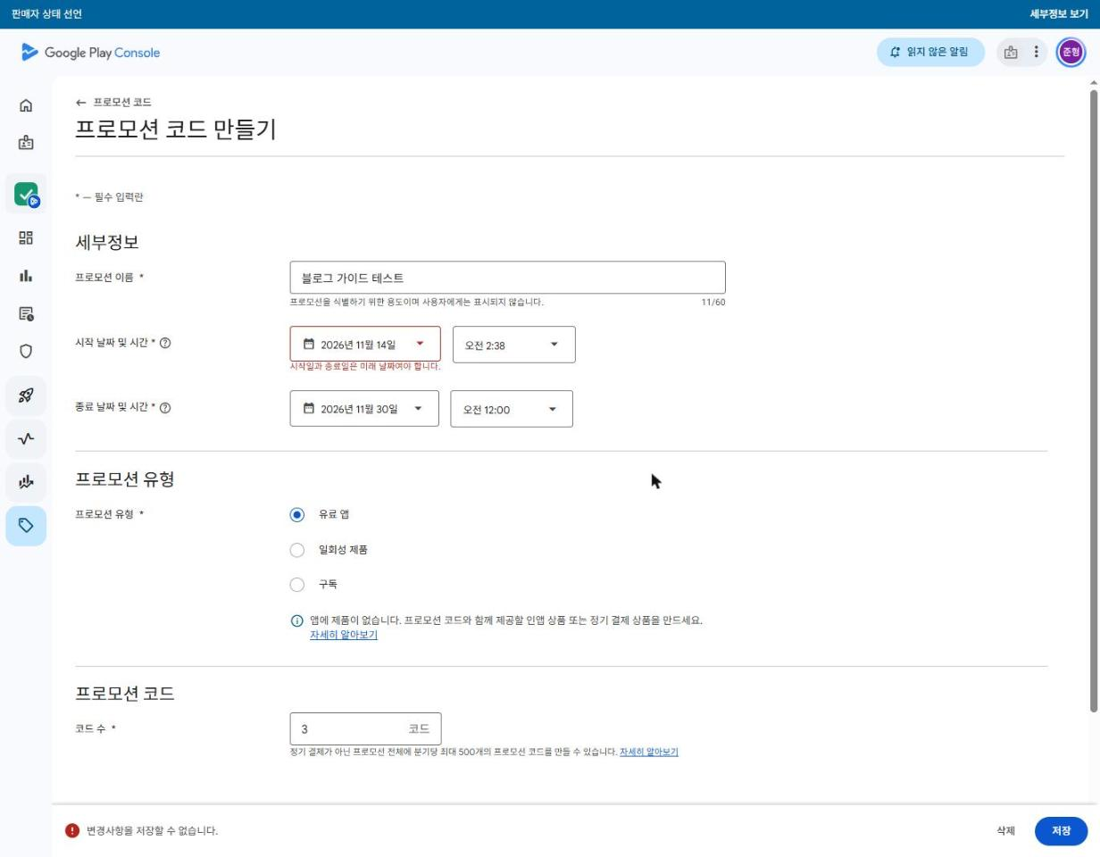 판매자 상태 선언
세부정보 보기
Google Play Console
읽지 않은 알림
준형
프로모션 코드
프로모션 코드 만들기
* — 필수 입력란
세부정보
프로모션 이름 *
블로그 가이드 테스트
프로모션을 식별하기 위한 용도이며 사용자에게는 표시되지 않습니다.
11/60
시작 날짜 및 시간 *
2026년 11월 14일
오전 2:38
시작일과 종료일은 미래 날짜여야 합니다.
종료 날짜 및 시간 *
2026년 11월 30일
오전 12:00
프로모션 유형
프로모션 유형 *
유료 앱
일회성 제품
구독
앱에 제품이 없습니다. 프로모션 코드와 함께 제공할 인앱 상품 또는 정기 결제 상품을 만드세요.
자세히 알아보기
프로모션 코드
코드 수 *
3 코드
정기 결제가 아닌 프로모션 전체에 분기당 최대 500개의 프로모션 코드를 만들 수 있습니다. 자세히 알아보기
변경사항을 저장할 수 없습니다.
삭제
저장